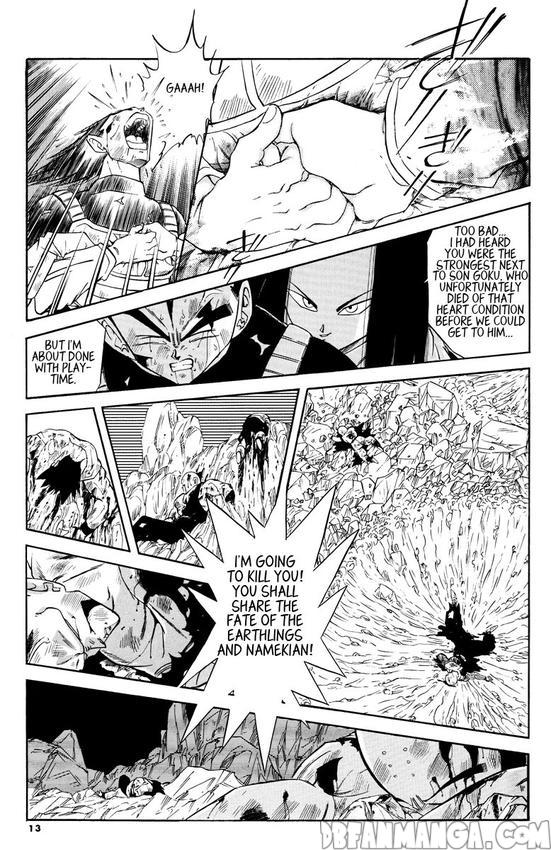 GAAAH!
TOO BAD...
I HAD HEARD
YOU WERE THE
STRONGEST NEXT
TO SON GOKU, WHO
UNFORTUNATELY
DIED OF THAT
HEART CONDITION
BEFORE WE COULD
GET TO HIM...
BUT I'M
ABOUT DONE
WITH PLAY-
TIME.
I'M GOING
TO KILL YOU!
YOU SHALL
SHARE THE
FATE OF THE
EARTHLINGS
AND NAMEKIAN!
13
DBFANMANGA.COM